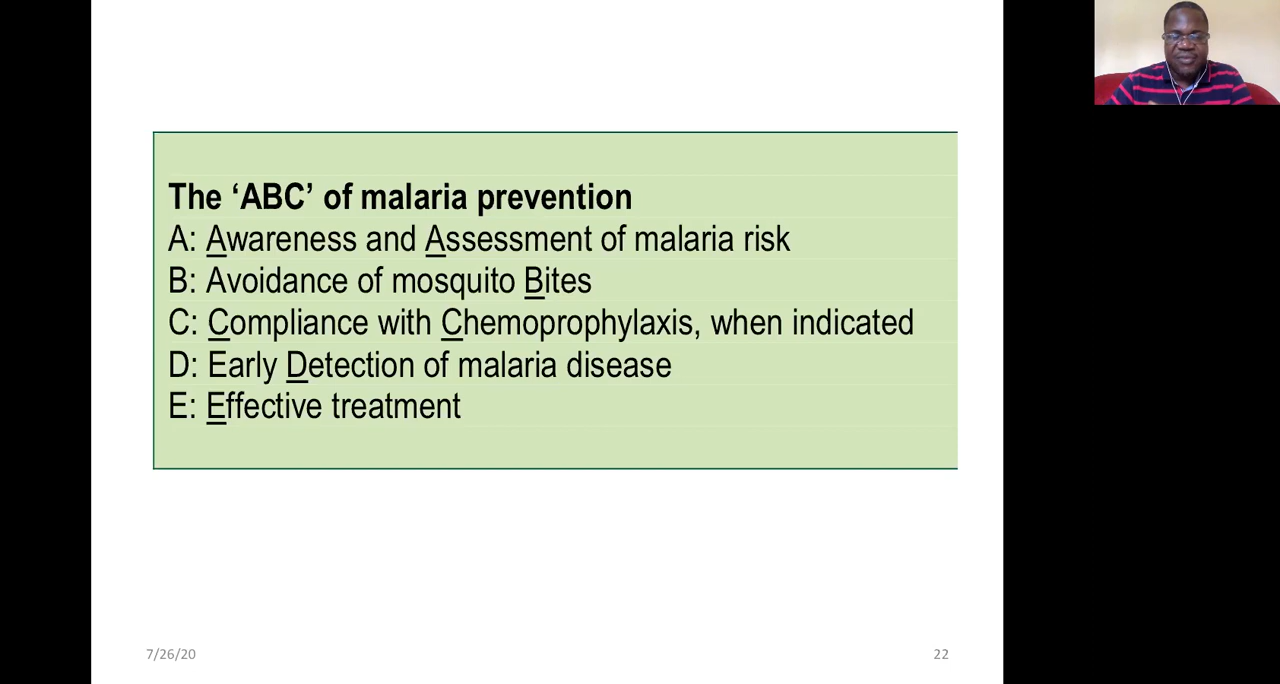 The ‘ABC’ of malaria prevention
A: Awareness and Assessment of malaria risk
B: Avoidance of mosquito Bites
C: Compliance with Chemoprophylaxis, when indicated
D: Early Detection of malaria disease
E: Effective treatment
7/26/20
22